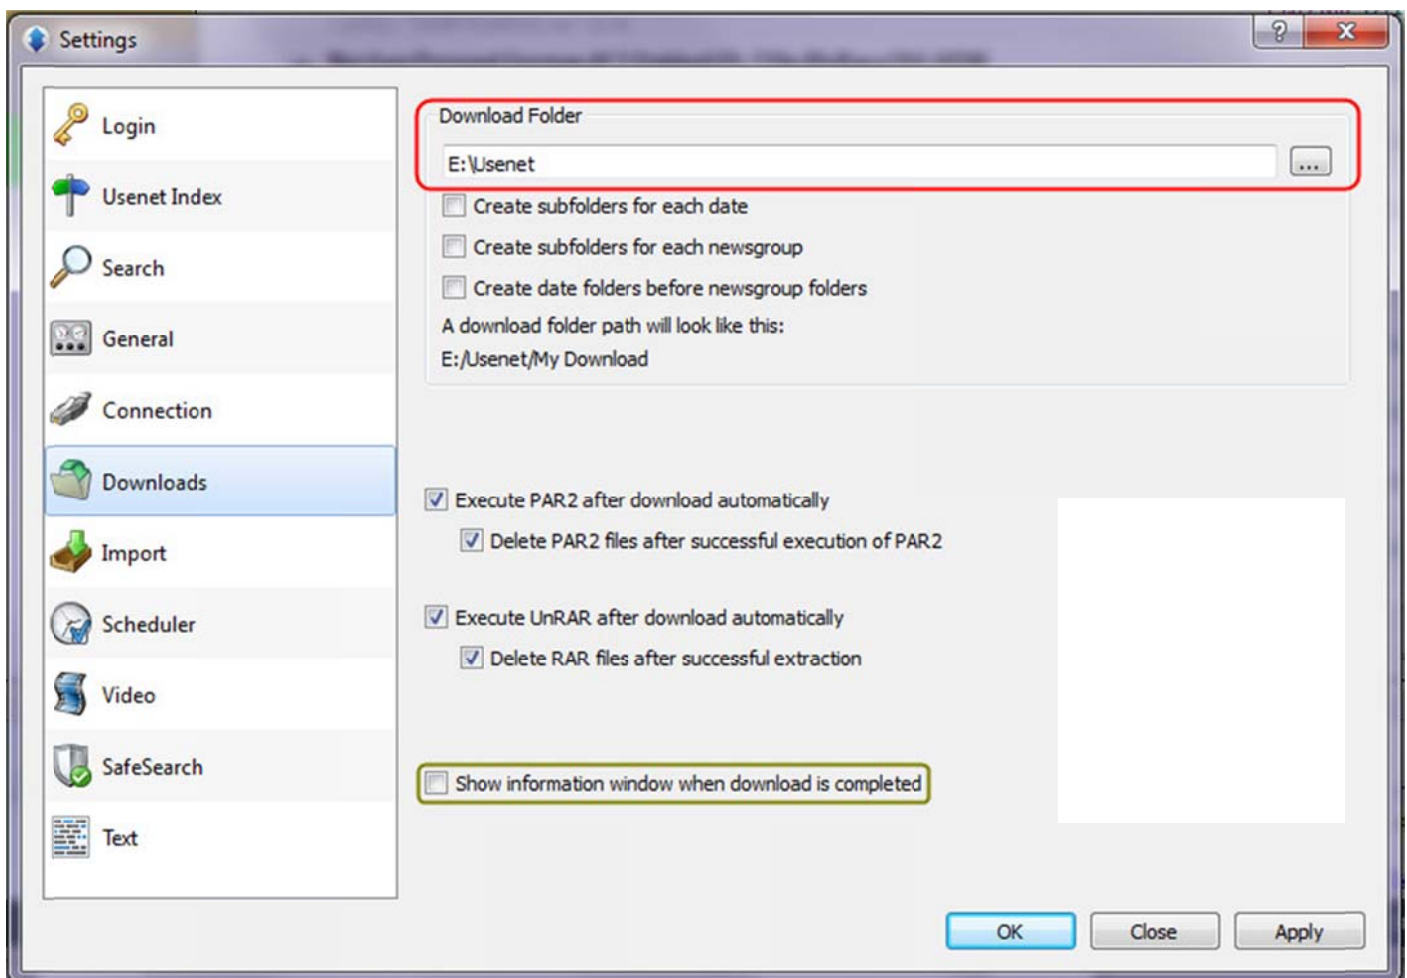 Settings
?
X
Login
Usenet Index
Search
General
Connection
Downloads
Import
Scheduler
Video
SafeSearch
Text
Download Folder
E:\Usenet
...
Create subfolders for each date
Create subfolders for each newsgroup
Create date folders before newsgroup folders
A download folder path will look like this:
E:/Usenet/My Download
Execute PAR2 after download automatically
Delete PAR2 files after successful execution of PAR2
Execute UnRAR after download automatically
Delete RAR files after successful extraction
Show information window when download is completed
OK
Close
Apply